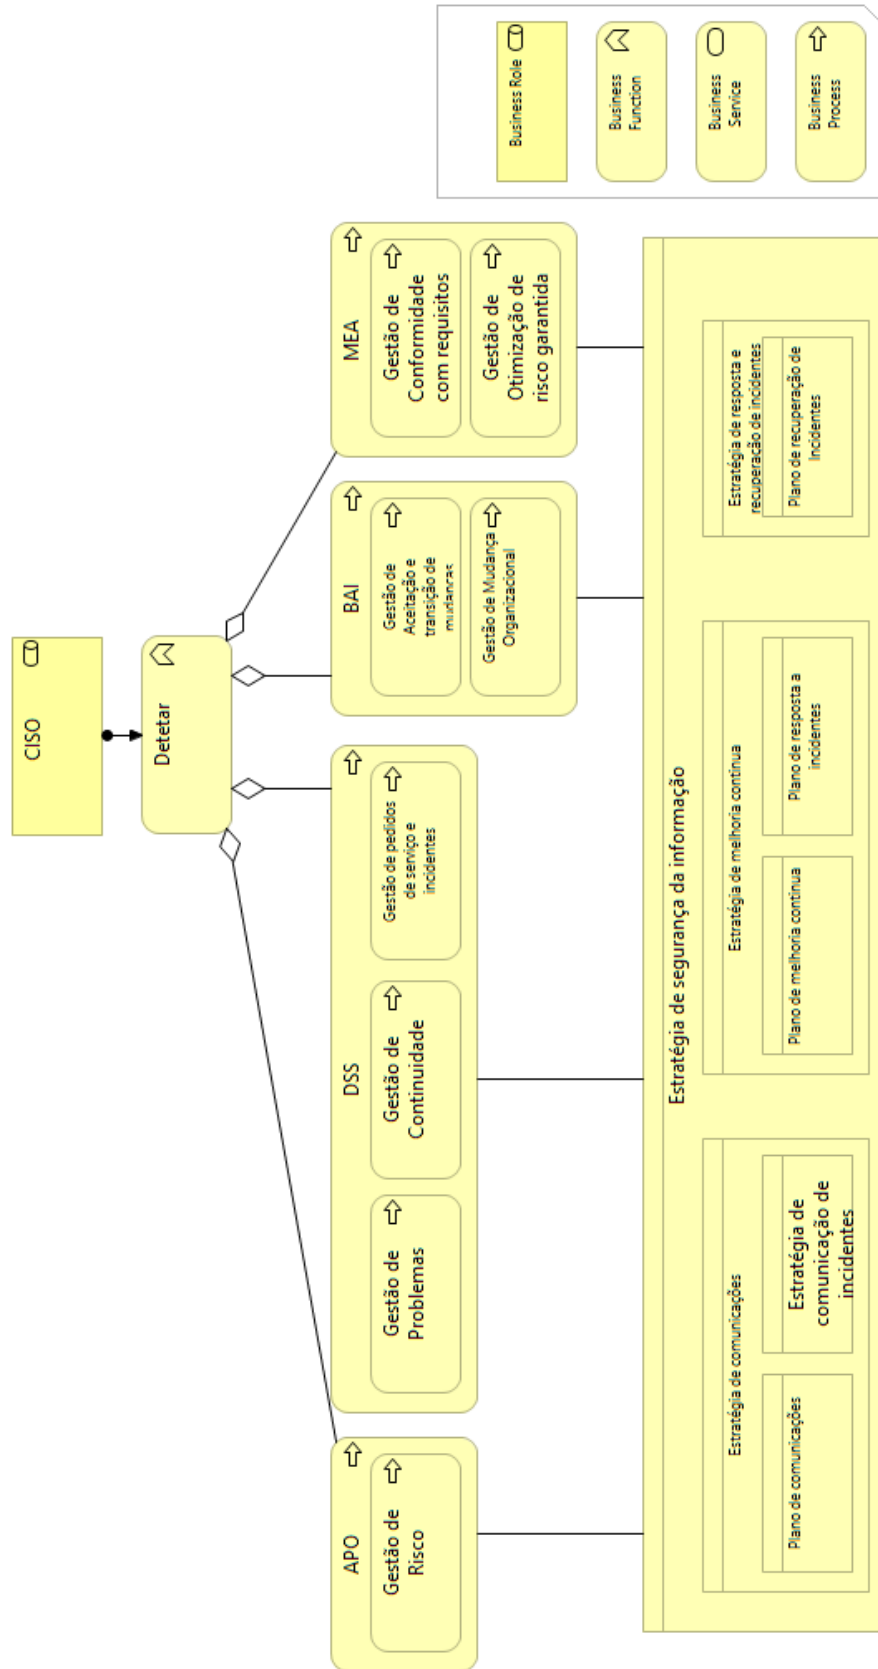 CISO
Detetar
APO
Gestão de
Risco
DSS
Gestão de
Problemas
Gestão de
Continuidade
Gestão de pedidos
de serviço e
incidentes
BAI
Gestão de
Aceitação e
transição de
mudanças
Gestão de Mudança
Organizacional
MEA
Gestão de
Conformidade
com requisitos
Gestão de
Otimização de
risco garantida
Estratégia de segurança da informação
Estratégia de comunicações
Plano de comunicações
Estratégia de
comunicação de
incidentes
Estratégia de melhoria continua
Plano de melhoria continua
Plano de resposta a
incidentes
Estratégia de resposta e
recuperação de incidentes
Plano de recuperação de
Incidentes
Business Role
Business
Function
Business
Service
Business
Process